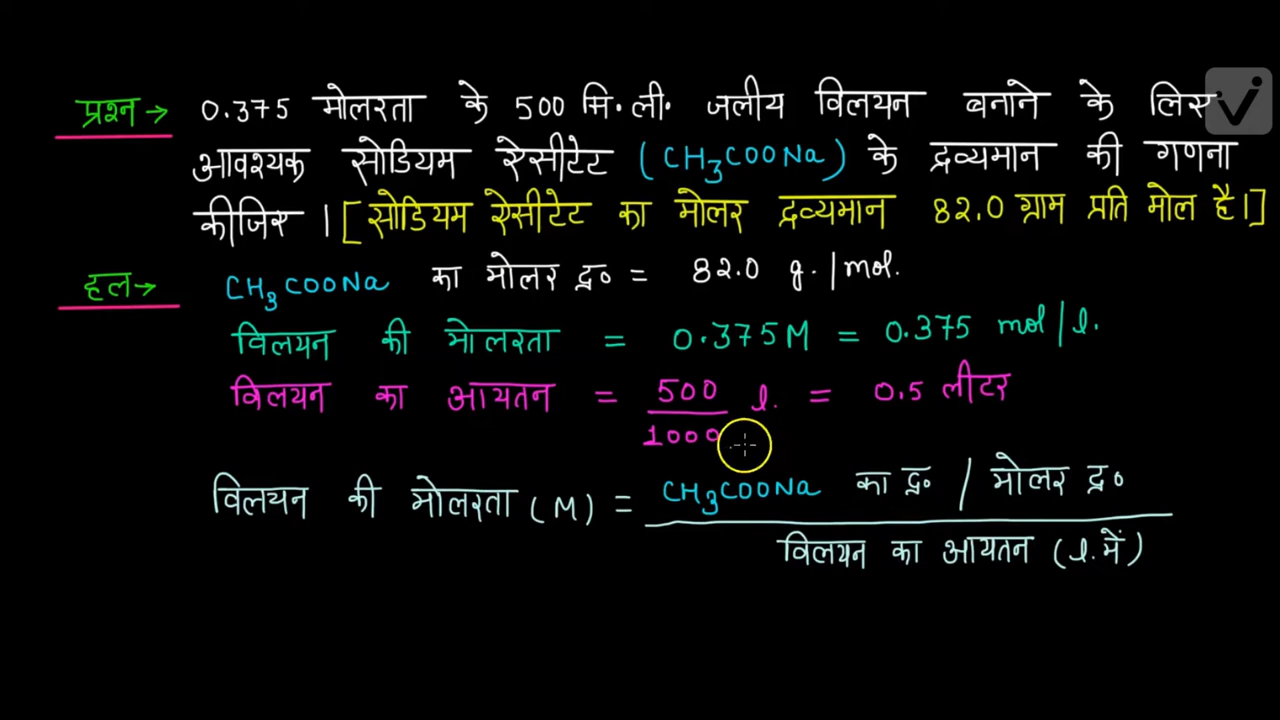 प्रश्न→ 0.375 मोलरता के 500 मि.ली. जलीय विलयन बनाने के लिए
आवश्यक सोडियम ऐसीटेट (CH₃COONa) के द्रव्यमान की गणना
कीजिए । [सोडियम ऐसीटेट का मोलर द्रव्यमान 82.0 ग्राम प्रति मोल है।]
हल→ CH₃COONa का मोलर द्र० = 82.0 g./mol.
विलयन की मोलरता = 0.375M = 0.375 mol/l.
विलयन का आयतन = 500/1000 l. = 0.5 लीटर
विलयन की मोलरता (M) = CH₃COONa का द्र० / मोलर द्र०
विलयन का आयतन (l. में)